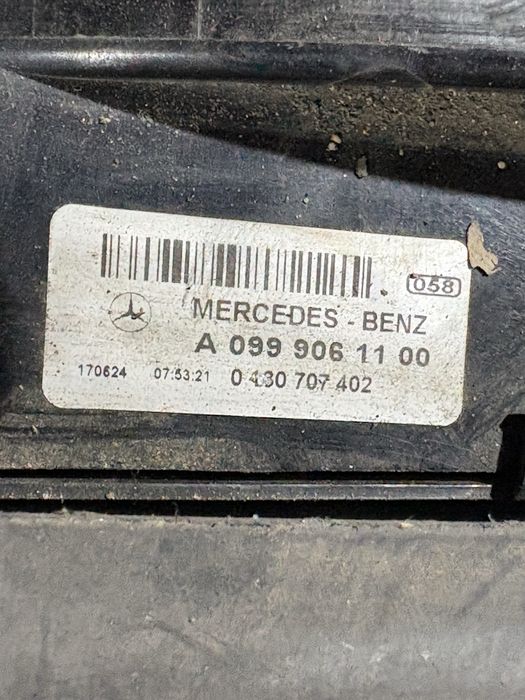 058
MERCEDES - BENZ
A 099 906 11 00
170624 07:53:21 0 130 707 402